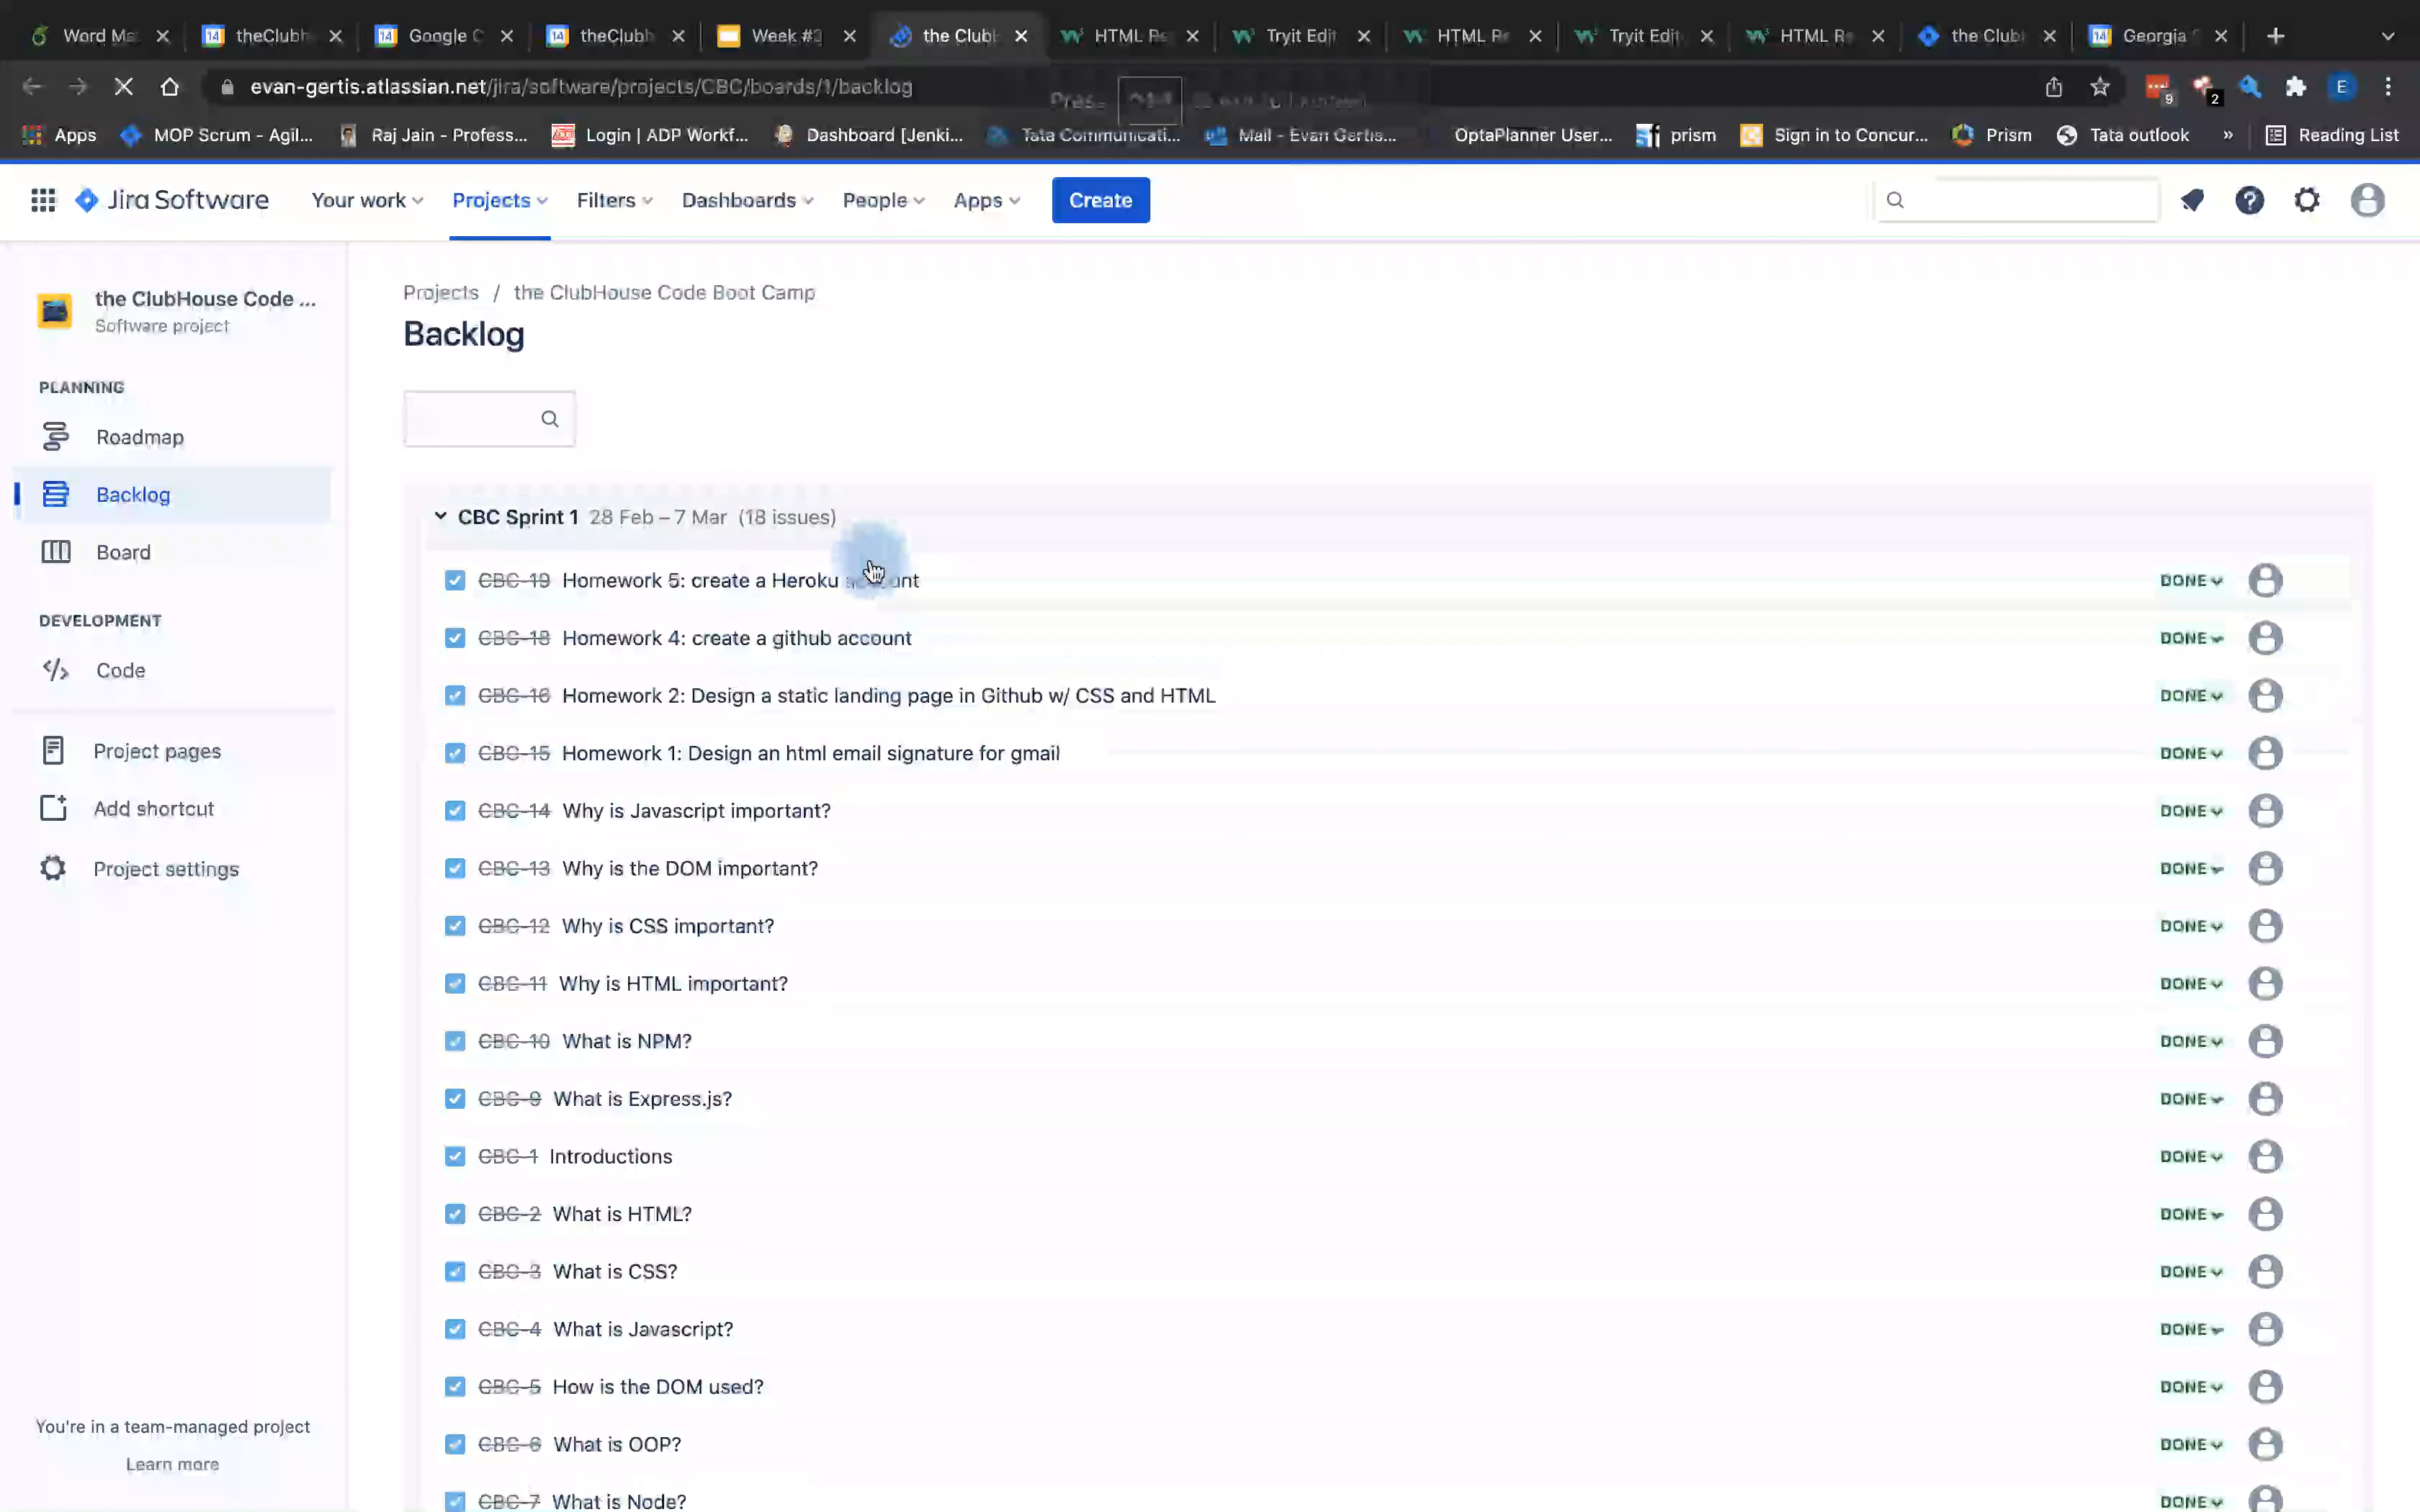 Word Ma
theClubh
Google C
theClubh
Week #2
the Club
HTML Re
Tryit Edit
HTML Re
Tryit Edit
HTML Re
the Club
Georgia S
evan-gertis.atlassian.net/jira/software/projects/CBC/boards/1/backlog
Press
9
2
E
Apps
MOP Scrum - Agil...
Raj Jain - Profess...
Login | ADP Workf...
Dashboard [Jenki...
Tata Communicati...
Mail - Evan Gertis...
OptaPlanner User...
prism
Sign in to Concur...
Prism
Tata outlook
»
Reading List
Jira Software
Your work
Projects
Filters
Dashboards
People
Apps
Create
the ClubHouse Code ...
Software project
PLANNING
Roadmap
Backlog
Board
DEVELOPMENT
Code
Project pages
Add shortcut
Project settings
You're in a team-managed project
Learn more
Projects / the ClubHouse Code Boot Camp
Backlog
CBC Sprint 1 28 Feb – 7 Mar (18 issues)
CBC-19 Homework 5: create a Heroku account DONE
CBC-18 Homework 4: create a github account DONE
CBC-16 Homework 2: Design a static landing page in Github w/ CSS and HTML DONE
CBC-15 Homework 1: Design an html email signature for gmail DONE
CBC-14 Why is Javascript important? DONE
CBC-13 Why is the DOM important? DONE
CBC-12 Why is CSS important? DONE
CBC-11 Why is HTML important? DONE
CBC-10 What is NPM? DONE
CBC-9 What is Express.js? DONE
CBC-1 Introductions DONE
CBC-2 What is HTML? DONE
CBC-3 What is CSS? DONE
CBC-4 What is Javascript? DONE
CBC-5 How is the DOM used? DONE
CBC-6 What is OOP? DONE
CBC-7 What is Node? DONE